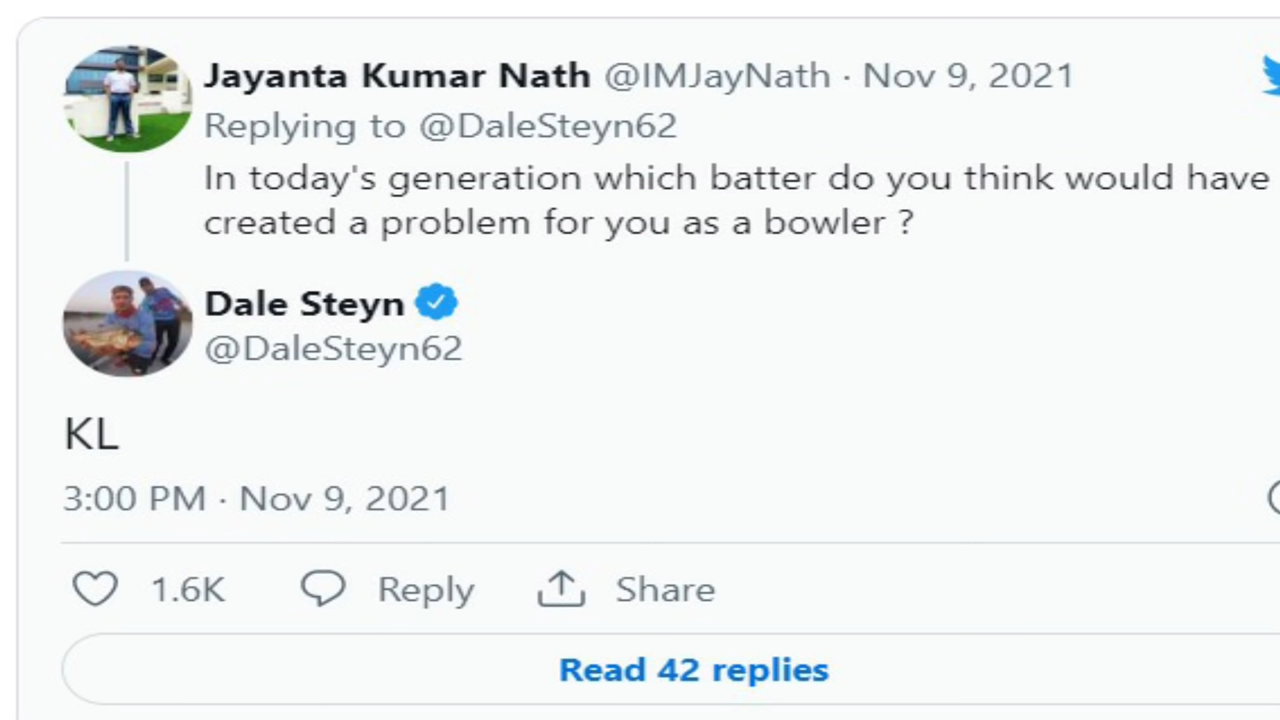 Jayanta Kumar Nath @IMJayNath · Nov 9, 2021
Replying to @DaleSteyn62
In today's generation which batter do you think would have
created a problem for you as a bowler ?
Dale Steyn
@DaleSteyn62
KL
3:00 PM · Nov 9, 2021
1.6K Reply Share
Read 42 replies